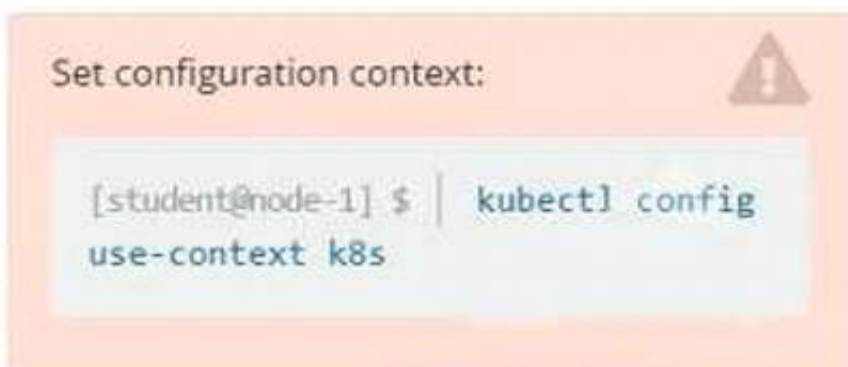 Set configuration context:
[student@node-1] $ | kubectl config
use-context k8s